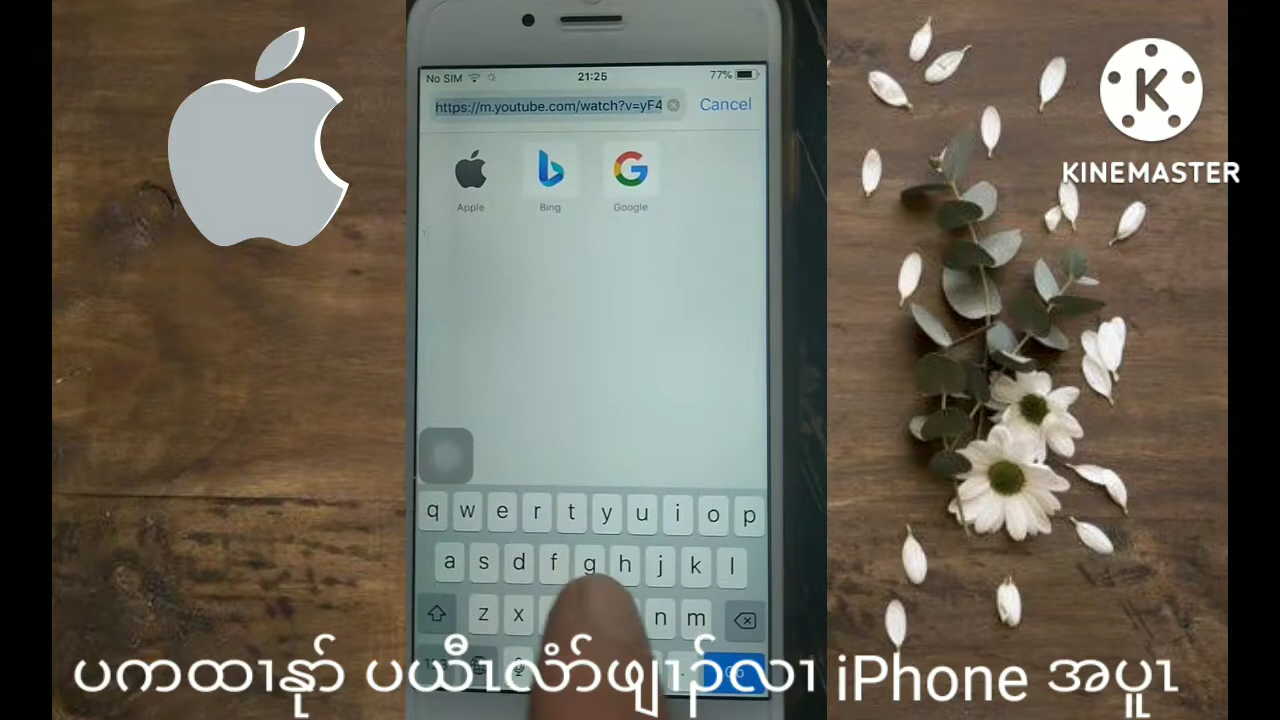 No SIM 21:25 77%
https://m.youtube.com/watch?v=yF4 Cancel
Apple Bing Google
KINEMASTER
q w e r t y u i o p
a s d f g h j k l
z x n m
ပကထၢနုာ် ပယီၤလံာ်ဖျၢၣ်လၢ iPhone အပူၤ